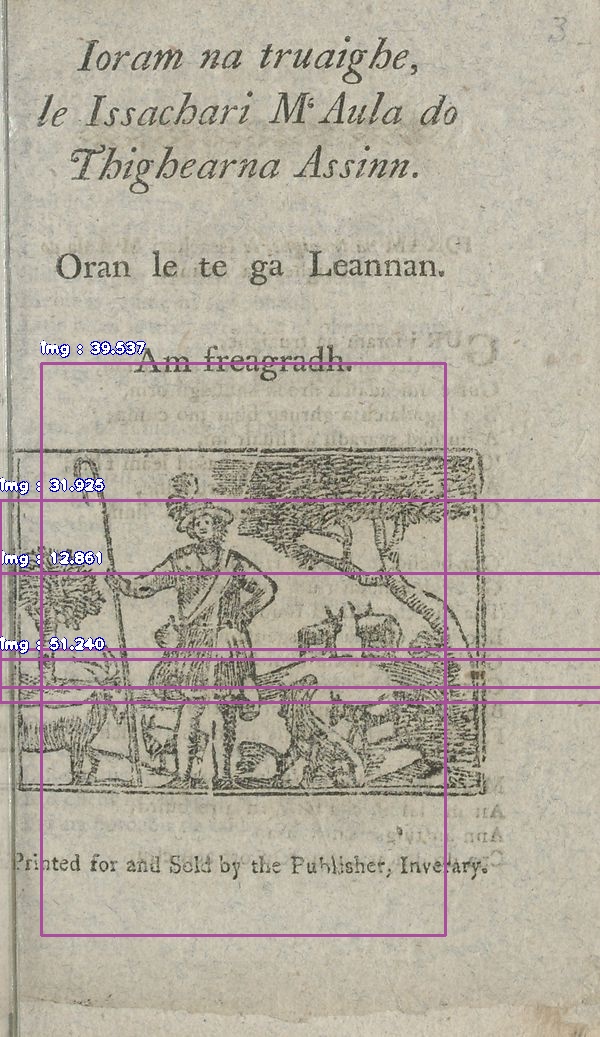 3
Ioram na truaighe,
le Issachari Mᶜ Aula do
Thighearna Assinn.
Oran le te ga Leannan.
Am freagradh.
img : 39.537
img : 31.925
img : 12.861
img : 51.240
Printed for and Sold by the Publisher, Inverary.